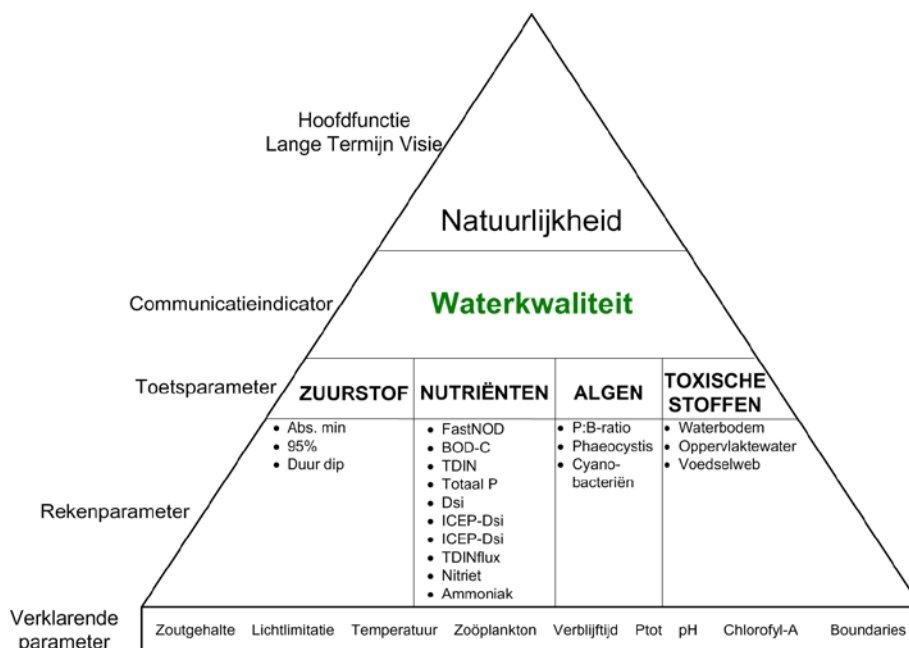 Hoofdfunctie
Lange Termijn Visie
Natuurlijkheid
Communicatieindicator
Waterkwaliteit
Toetsparameter
ZUURSTOF
NUTRIËNTEN
ALGEN
TOXISCHE
STOFFEN
Rekenparameter
• Abs. min
• 95%
• Duur dip
• FastNOD
• BOD-C
• TDIN
• Totaal P
• Dsi
• ICEP-Dsi
• ICEP-Dsi
• TDINflux
• Nitriet
• Ammoniak
• P:B-ratio
• Phaeocystis
• Cyano-
bacteriën
• Waterbodem
• Oppervlaktewater
• Voedselweb
Verklarende
parameter
Zoutgehalte Lichtlimitatie Temperatuur Zoöplankton Verblijftijd Ptot pH Chlorofyl-A Boundaries